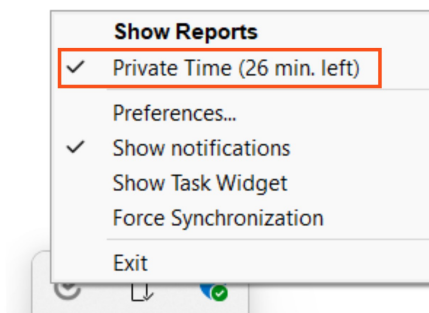 Show Reports
Private Time (26 min. left)
Preferences...
Show notifications
Show Task Widget
Force Synchronization
Exit